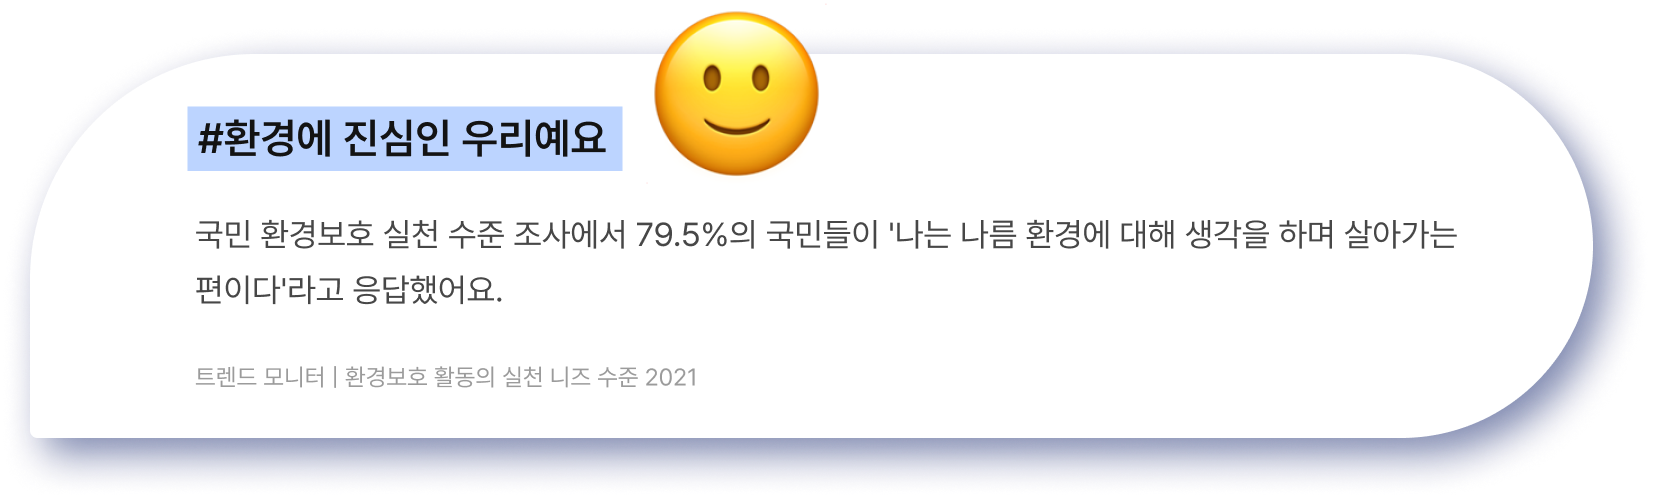 #환경에 진심인 우리예요
국민 환경보호 실천 수준 조사에서 79.5%의 국민들이 '나는 나름 환경에 대해 생각을 하며 살아가는
편이다'라고 응답했어요.
트렌드 모니터 | 환경보호 활동의 실천 니즈 수준 2021